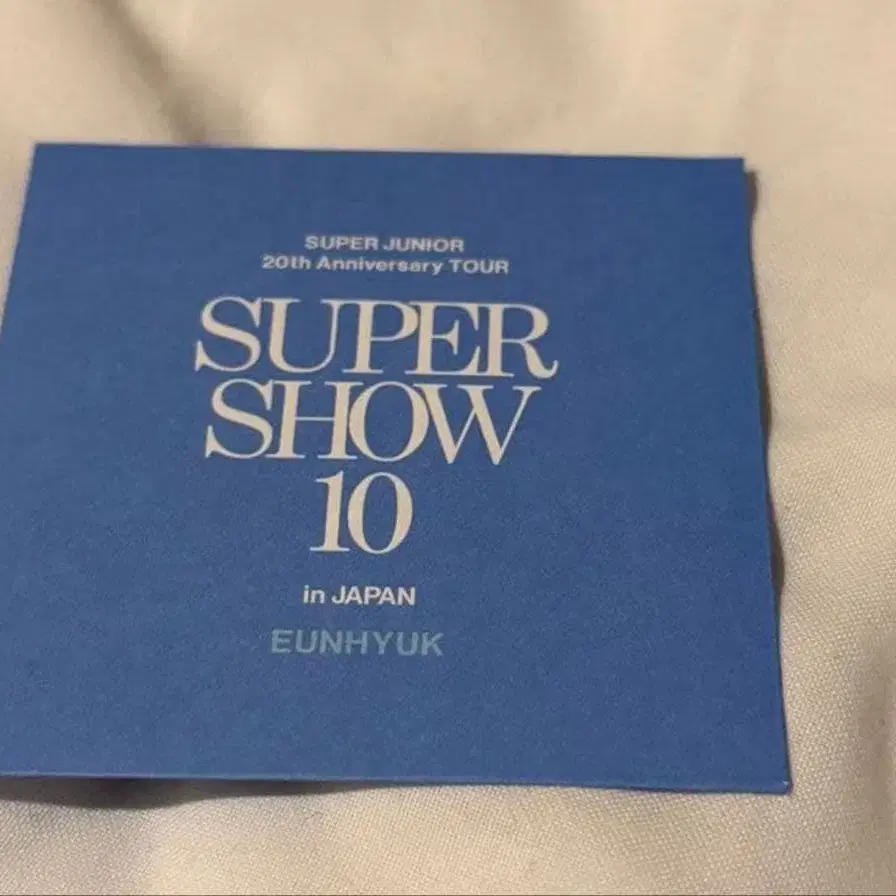 SUPER JUNIOR
20th Anniversary TOUR
SUPER
SHOW
10
in JAPAN
EUNHYUK